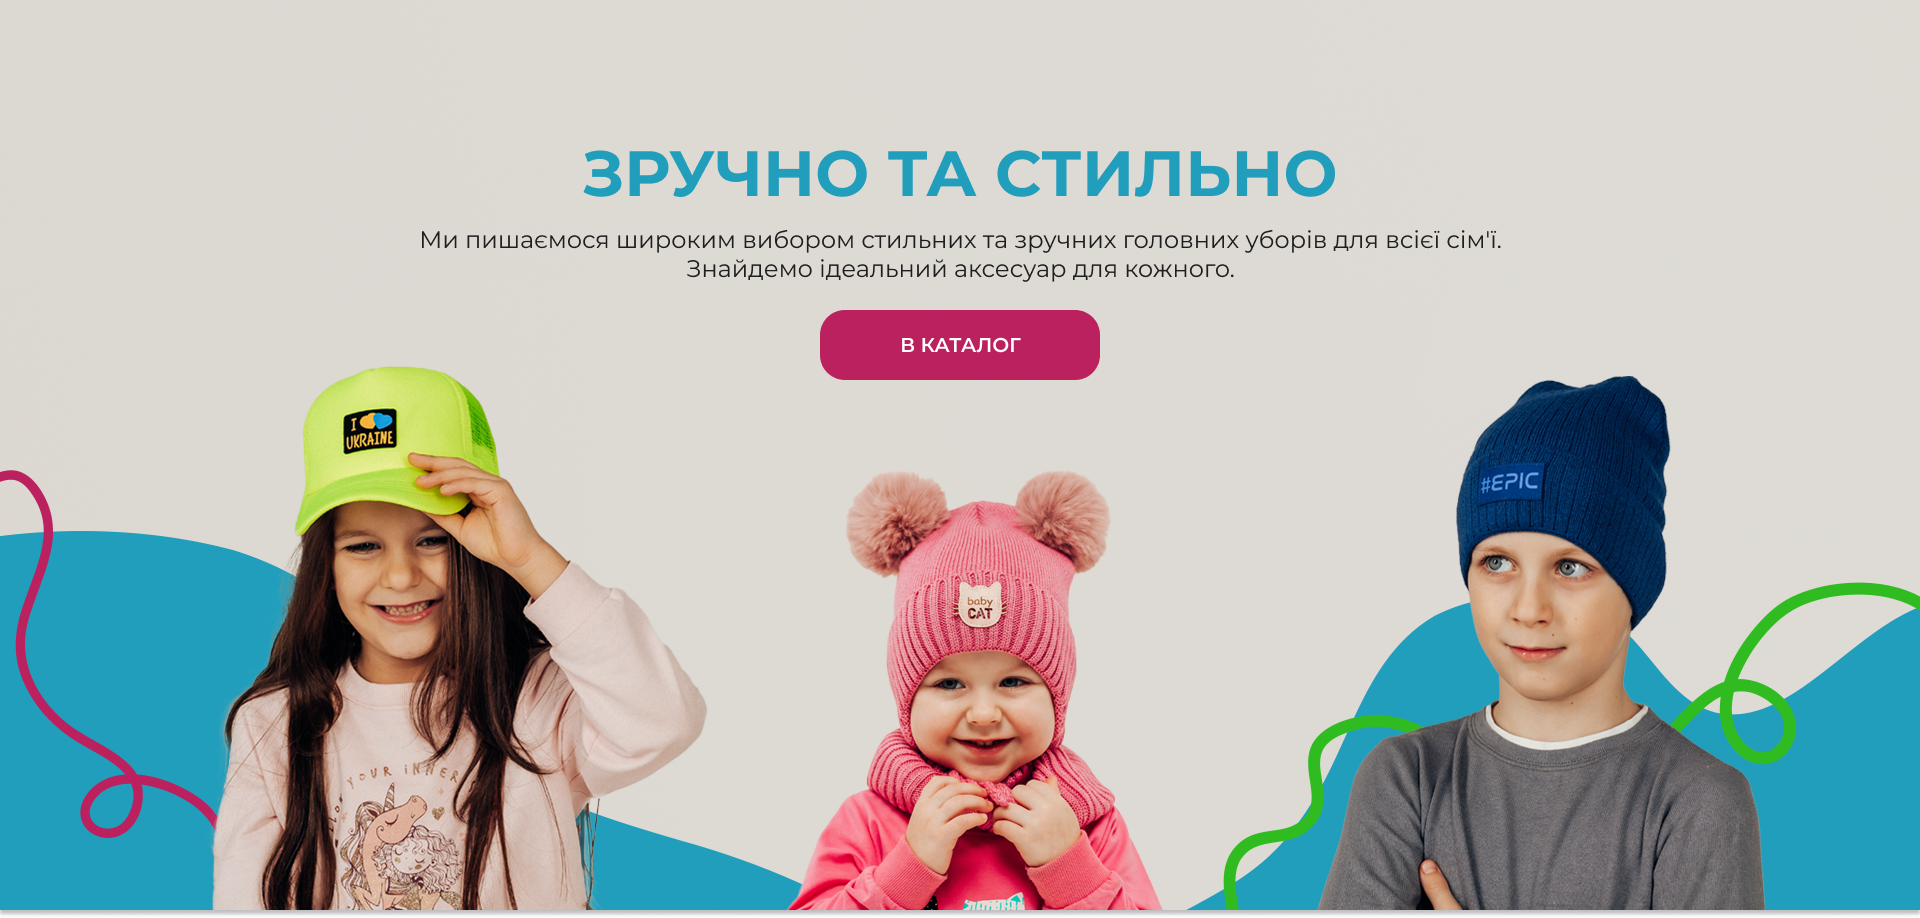 ЗРУЧНО ТА СТИЛЬНО
Ми пишаємося широким вибором стильних та зручних головних уборів для всієї сім'ї.
Знайдемо ідеальний аксесуар для кожного.
В КАТАЛОГ
I
UKRAINE
#EPIC
baby
CAT
YOUR INNER